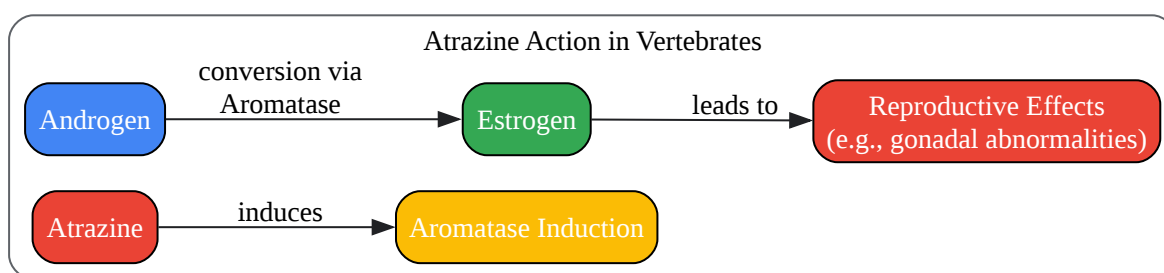 Atrazine Action in Vertebrates
conversion via
Aromatase
Androgen
Estrogen
leads to
Reproductive Effects
(e.g., gonadal abnormalities)
Atrazine
induces
Aromatase Induction